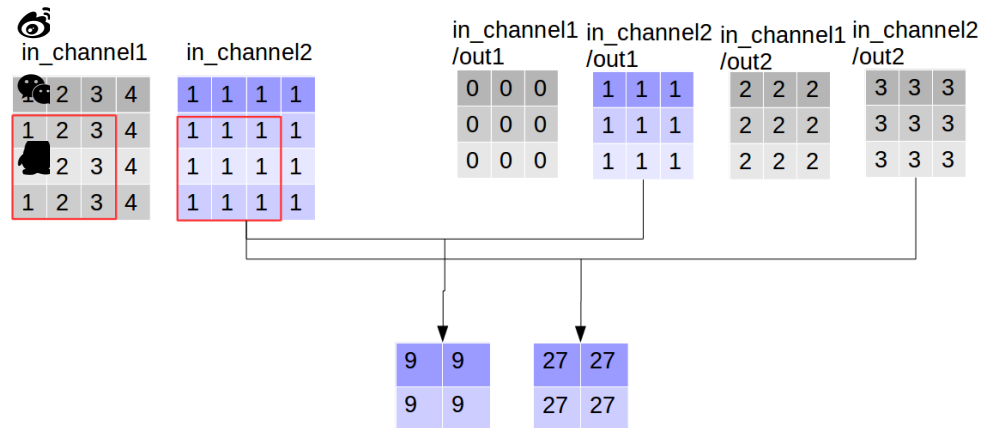 in_channel1 in_channel2
in_channel1 in_channel2 in_channel1 in_channel2
/out1 /out1 /out2 /out2
2 3 4 1 1 1 1 0 0 0 1 1 1 2 2 2 3 3 3
1 2 3 4 1 1 1 1 0 0 0 1 1 1 2 2 2 3 3 3
2 3 4 1 1 1 1 0 0 0 1 1 1 2 2 2 3 3 3
1 2 3 4 1 1 1 1
9 9 27 27
9 9 27 27